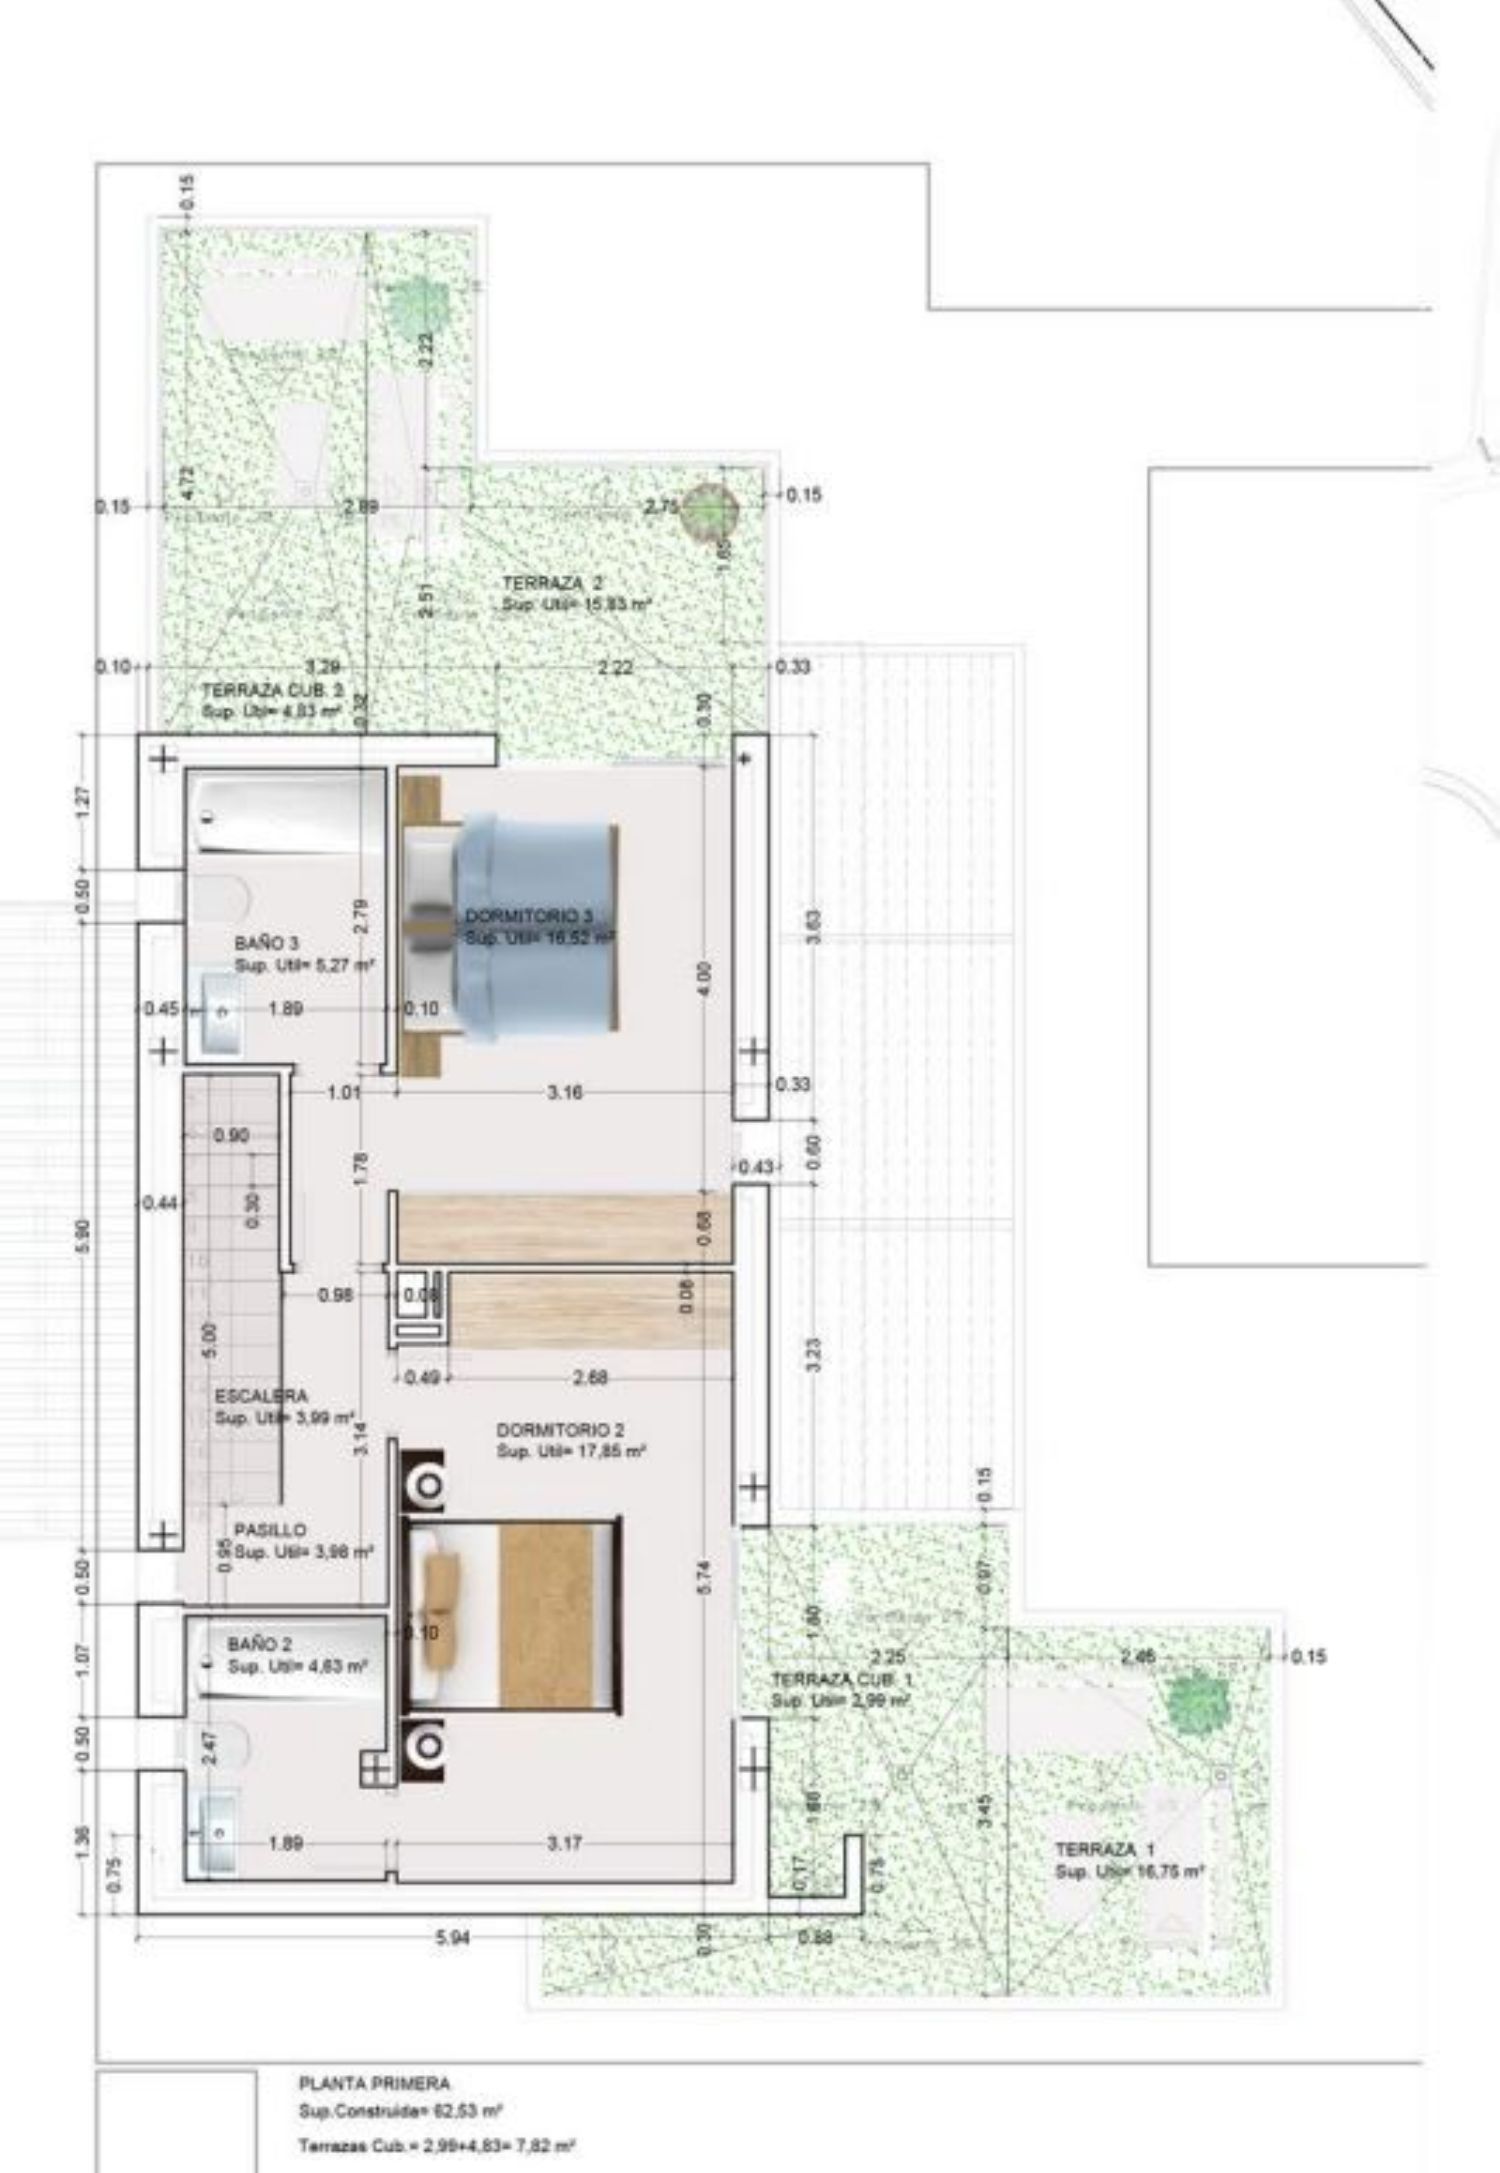 0.15
2.22
4.72
0.15
2.89
2.75
0.15
1.65
TERRAZA 2
Sup. Util= 15,83 m²
2.51
0.10
3.29
2.22
0.33
TERRAZA CUB. 2
Sup. Util= 4,83 m²
0.32
0.30
1.27
0.50
2.79
DORMITORIO 3
Sup. Util= 16,52 m²
3.63
BAÑO 3
Sup. Util= 5,27 m²
4.00
0.45
1.89
0.10
1.01
3.16
0.33
0.90
1.78
0.60
0.43
0.44
0.30
0.68
5.90
0.98
0.08
0.08
5.00
3.23
0.49
2.68
ESCALERA
Sup. Util= 3,99 m²
3.14
DORMITORIO 2
Sup. Util= 17,85 m²
0.15
PASILLO
Sup. Util= 3,98 m²
0.95
0.50
5.74
0.97
1.80
0.10
BAÑO 2
Sup. Util= 4,63 m²
1.07
2.25
2.46
0.15
TERRAZA CUB. 1
Sup. Util= 2,99 m²
0.50
2.47
1.68
3.45
1.36
1.89
3.17
TERRAZA 1
Sup. Util= 16,75 m²
0.75
0.17
0.75
5.94
0.30
0.88
PLANTA PRIMERA
Sup.Construida= 62,53 m²
Terrazas Cub.= 2,99+4,83= 7,82 m²